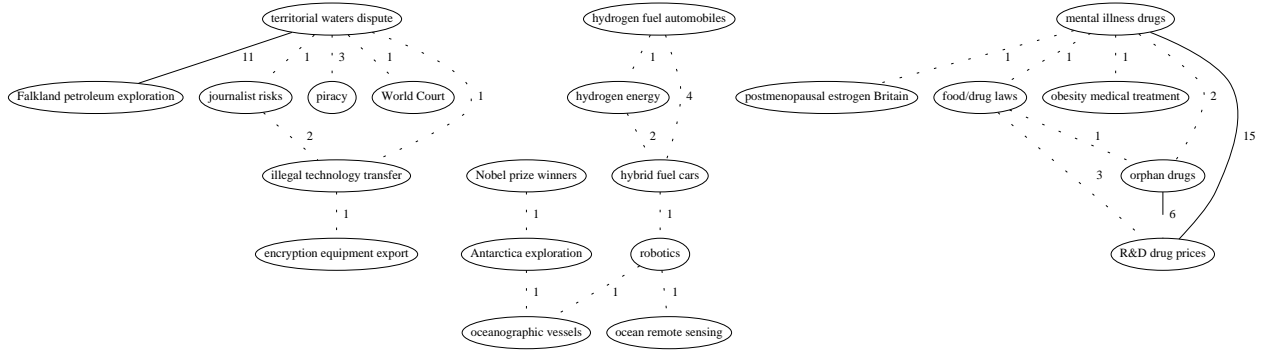 territorial waters dispute
hydrogen fuel automobiles
mental illness drugs
11
1
3
1
1
1
4
1
1
1
2
15
Falkland petroleum exploration
journalist risks
piracy
World Court
hydrogen energy
postmenopausal estrogen Britain
food/drug laws
obesity medical treatment
2
2
1
3
illegal technology transfer
Nobel prize winners
hybrid fuel cars
orphan drugs
1
1
1
6
encryption equipment export
Antarctica exploration
robotics
R&D drug prices
1
1
1
oceanographic vessels
ocean remote sensing